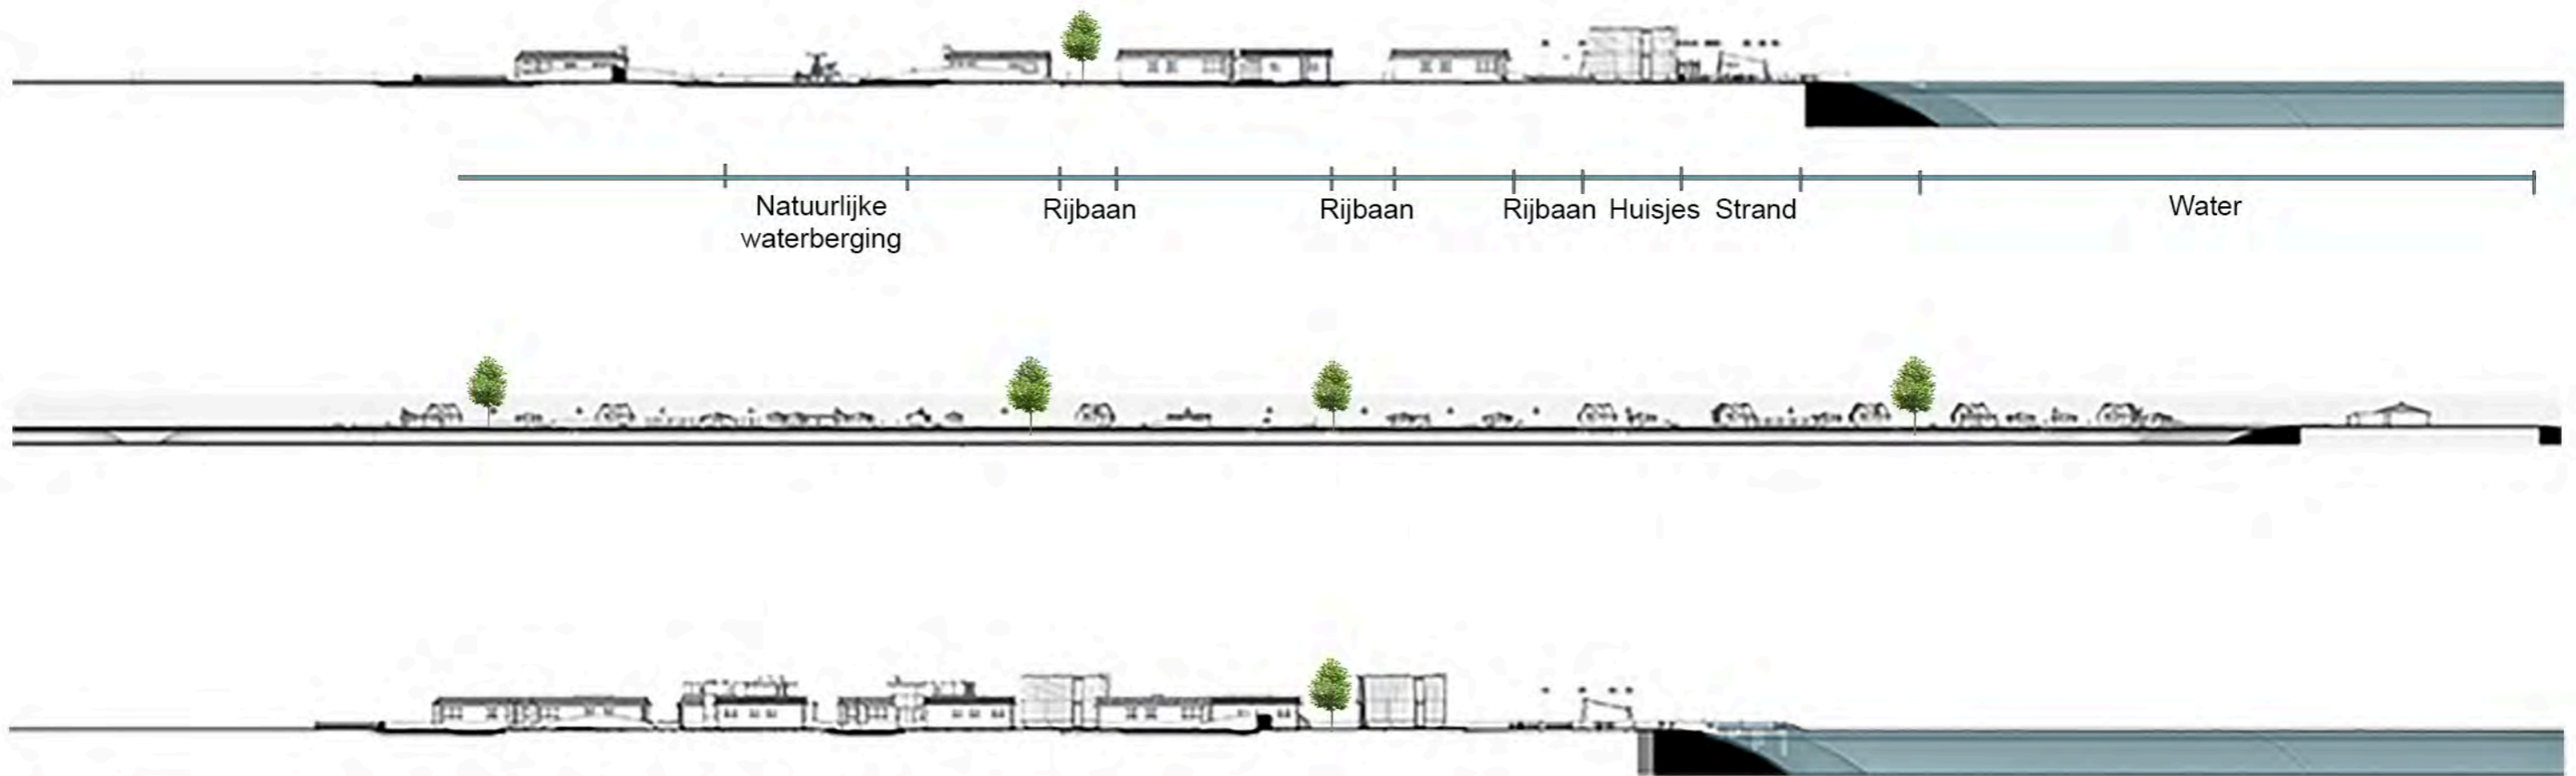 Natuurlijke
waterberging
Rijbaan
Rijbaan
Rijbaan
Huisjes
Strand
Water